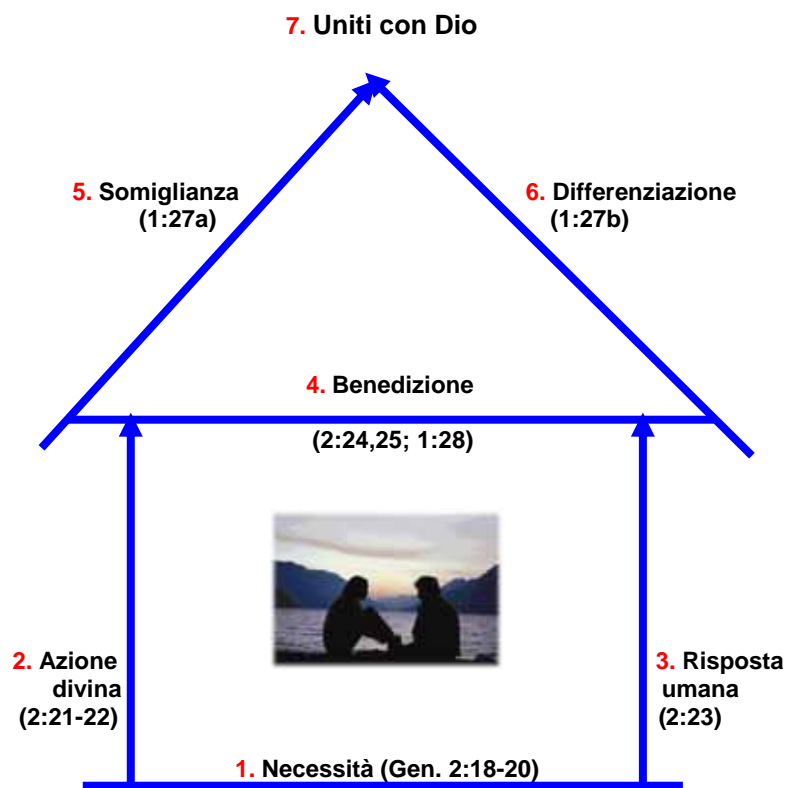 7. Uniti con Dio
5. Somiglianza
(1:27a)
6. Differenziazione
(1:27b)
4. Benedizione
(2:24,25; 1:28)
2. Azione
divina
(2:21-22)
3. Risposta
umana
(2:23)
1. Necessità (Gen. 2:18-20)